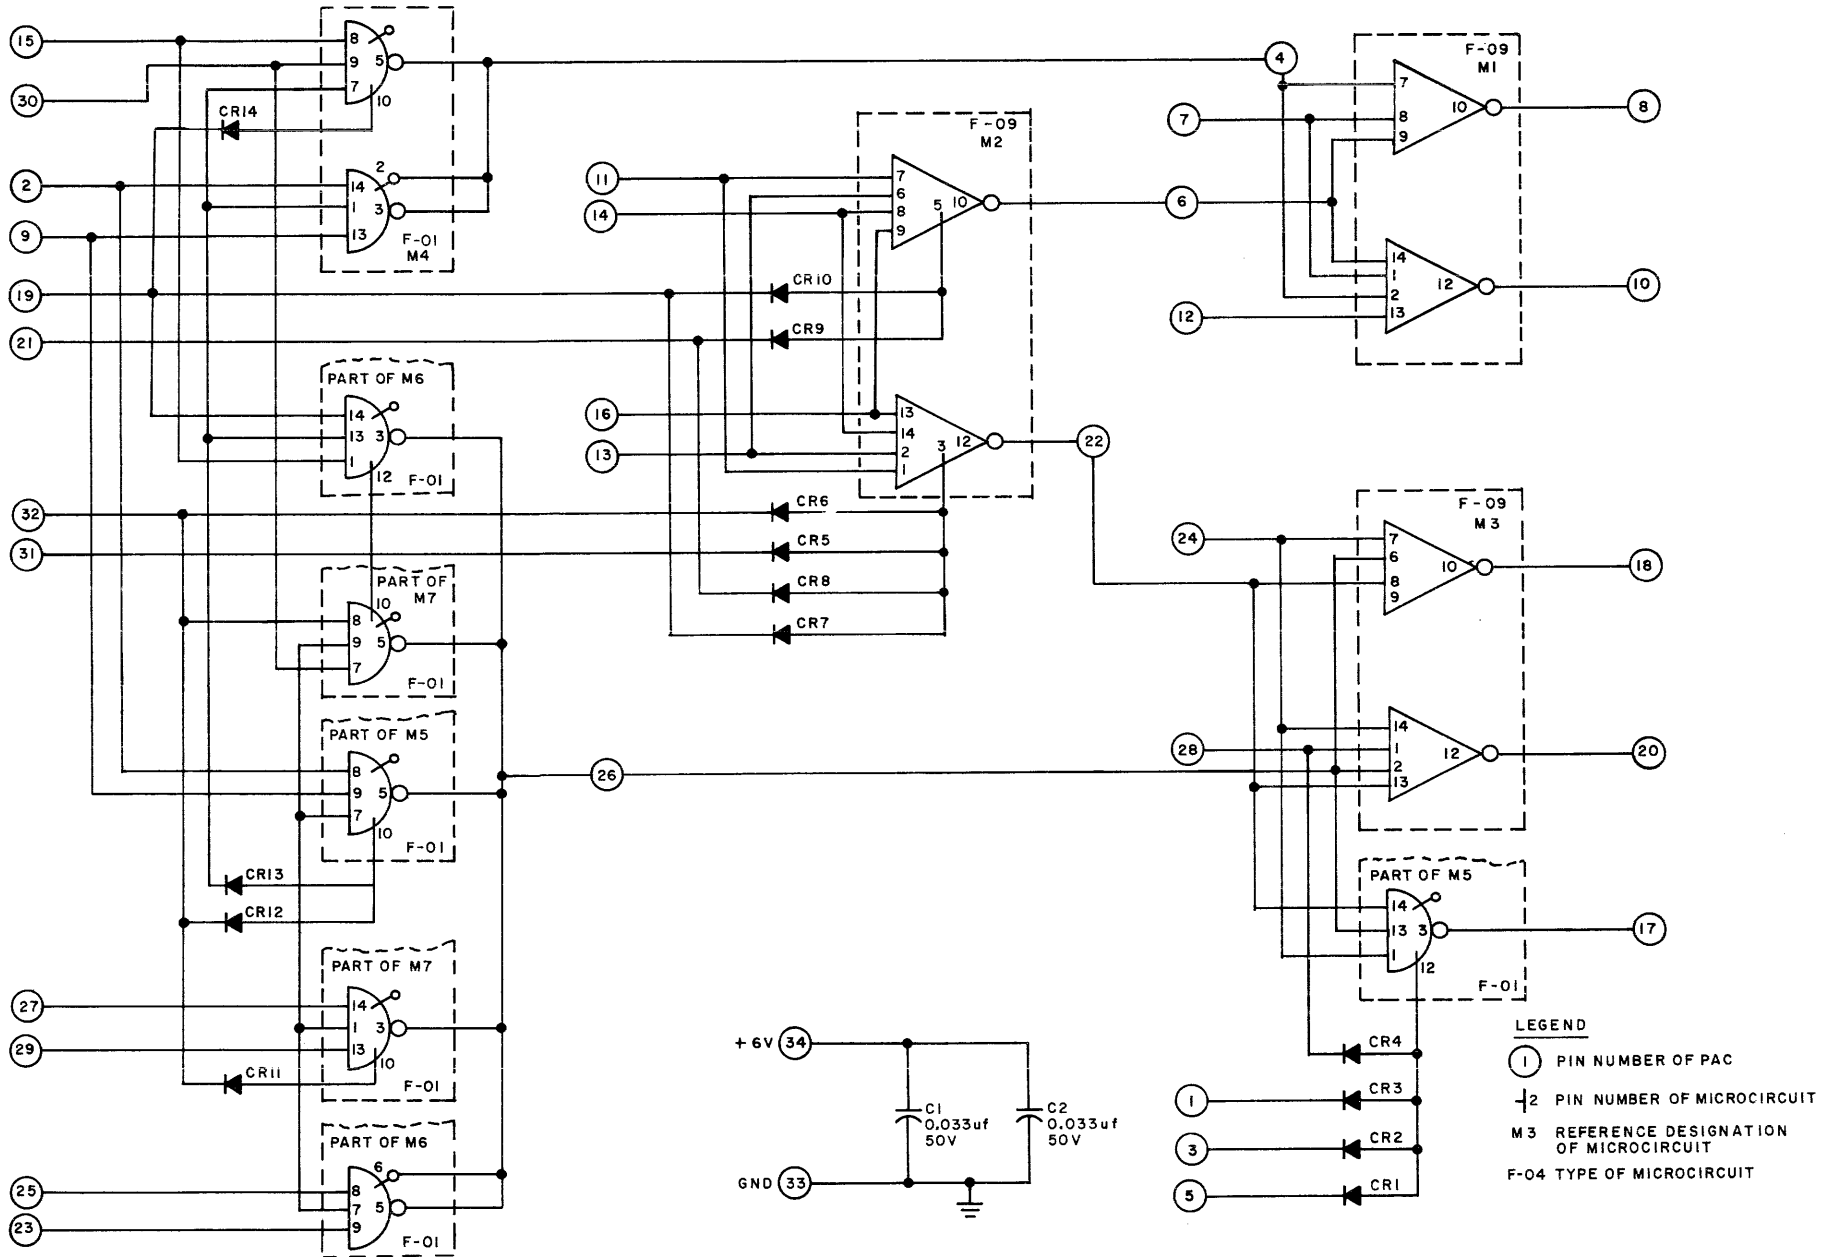 15
8
9
5
7
10
30
CR14
2
14
2
1
3
13
9
F-01
M4
19
21
PART OF M6
14
13
3
1
12
F-01
32
31
PART OF
M7
10
8
9
5
7
F-01
PART OF M5
8
9
5
7
10
F-01
CR13
CR12
PART OF M7
27
14
1
3
29
13
10
CR11
F-01
PART OF M6
6
25
8
7
5
23
9
F-01
11
14
F-09
M2
7
6
8
5
10
9
CR10
CR9
16
13
13
14
3
12
2
1
22
CR6
CR5
CR8
CR7
26
+6V 34
C1
0.033uf
50V
C2
0.033uf
50V
GND 33
4
F-09
M1
7
7
8
10
8
9
6
14
1
12
10
2
12
13
F-09
M3
24
7
6
10
18
8
9
14
28
1
12
20
2
13
PART OF M5
14
13
3
17
1
12
F-01
CR4
1
CR3
3
CR2
5
CR1
LEGEND
1 PIN NUMBER OF PAC
2 PIN NUMBER OF MICROCIRCUIT
M3 REFERENCE DESIGNATION
OF MICROCIRCUIT
F-04 TYPE OF MICROCIRCUIT